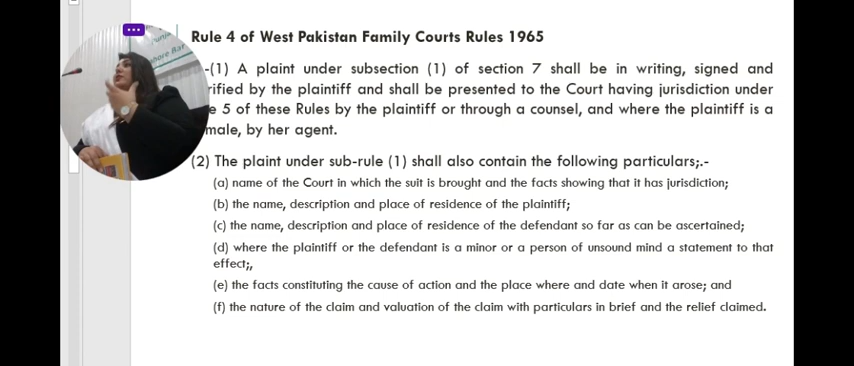 Punja
hore Bar
Rule 4 of West Pakistan Family Courts Rules 1965
-(1) A plaint under subsection (1) of section 7 shall be in writing, signed and
rified by the plaintiff and shall be presented to the Court having jurisdiction under
e 5 of these Rules by the plaintiff or through a counsel, and where the plaintiff is a
male, by her agent.
(2) The plaint under sub-rule (1) shall also contain the following particulars;.-
(a) name of the Court in which the suit is brought and the facts showing that it has jurisdiction;
(b) the name, description and place of residence of the plaintiff;
(c) the name, description and place of residence of the defendant so far as can be ascertained;
(d) where the plaintiff or the defendant is a minor or a person of unsound mind a statement to that
effect;,
(e) the facts constituting the cause of action and the place where and date when it arose; and
(f) the nature of the claim and valuation of the claim with particulars in brief and the relief claimed.